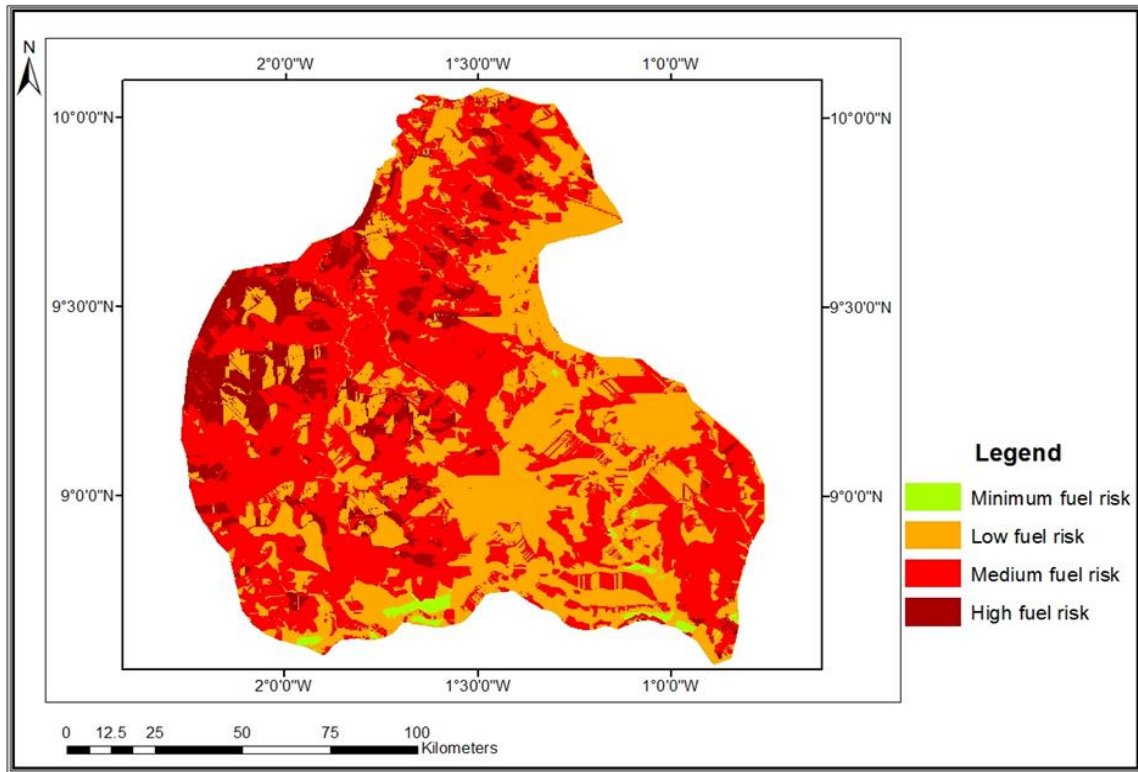 N
2°0'0"W 1°30'0"W 1°0'0"W
10°0'0"N 10°0'0"N
9°30'0"N 9°30'0"N
9°0'0"N 9°0'0"N
2°0'0"W 1°30'0"W 1°0'0"W
Legend
Minimum fuel risk
Low fuel risk
Medium fuel risk
High fuel risk
0 12.5 25 50 75 100
Kilometers